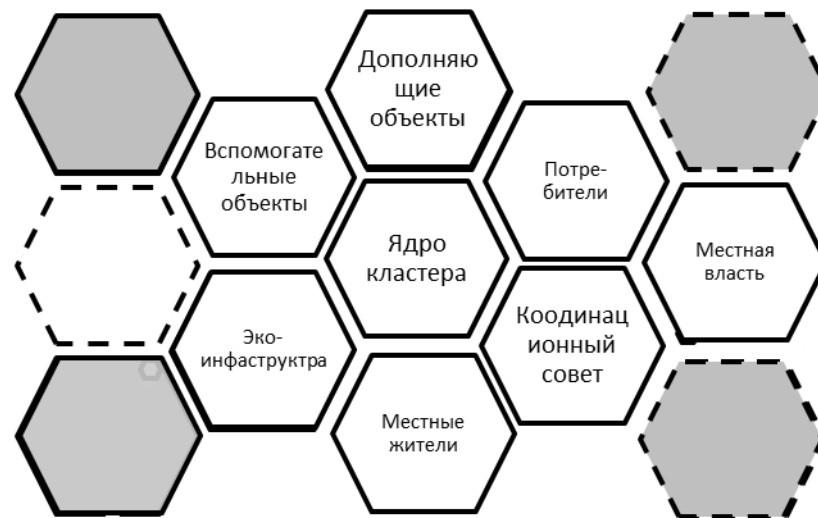 Дополняю
щие
объекты
Вспомогате
льные
объекты
Потре-
бители
Ядро
кластера
Местная
власть
Эко-
инфаструктра
Коодинац
ионный
совет
Местные
жители